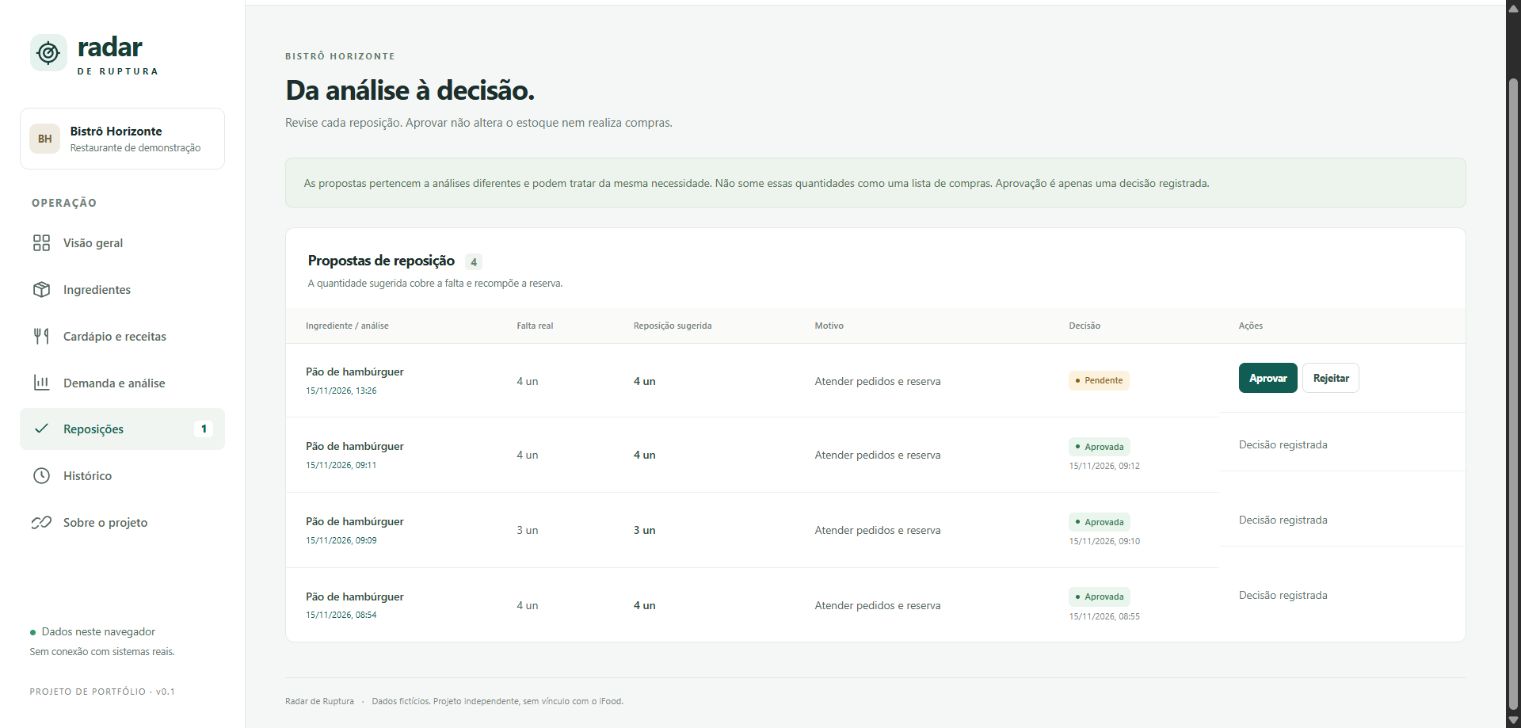 radar
DE RUPTURA
BH
Bistrô Horizonte
Restaurante de demonstração
OPERAÇÃO
Visão geral
Ingredientes
Cardápio e receitas
Demanda e análise
Reposições 1
Histórico
Sobre o projeto
Dados neste navegador
Sem conexão com sistemas reais.
PROJETO DE PORTFÓLIO · v0.1
BISTRÔ HORIZONTE
Da análise à decisão.
Revise cada reposição. Aprovar não altera o estoque nem realiza compras.
As propostas pertencem a análises diferentes e podem tratar da mesma necessidade. Não some essas quantidades como uma lista de compras. Aprovação é apenas uma decisão registrada.
Propostas de reposição 4
A quantidade sugerida cobre a falta e recompõe a reserva.
Ingrediente / análise Falta real Reposição sugerida Motivo Decisão Ações
Pão de hambúrguer
15/11/2026, 13:26
4 un 4 un Atender pedidos e reserva Pendente Aprovar Rejeitar
Pão de hambúrguer
15/11/2026, 09:11
4 un 4 un Atender pedidos e reserva Aprovada
15/11/2026, 09:12
Decisão registrada
Pão de hambúrguer
15/11/2026, 09:09
3 un 3 un Atender pedidos e reserva Aprovada
15/11/2026, 09:10
Decisão registrada
Pão de hambúrguer
15/11/2026, 08:54
4 un 4 un Atender pedidos e reserva Aprovada
15/11/2026, 08:55
Decisão registrada
Radar de Ruptura · Dados fictícios. Projeto independente, sem vínculo com o iFood.